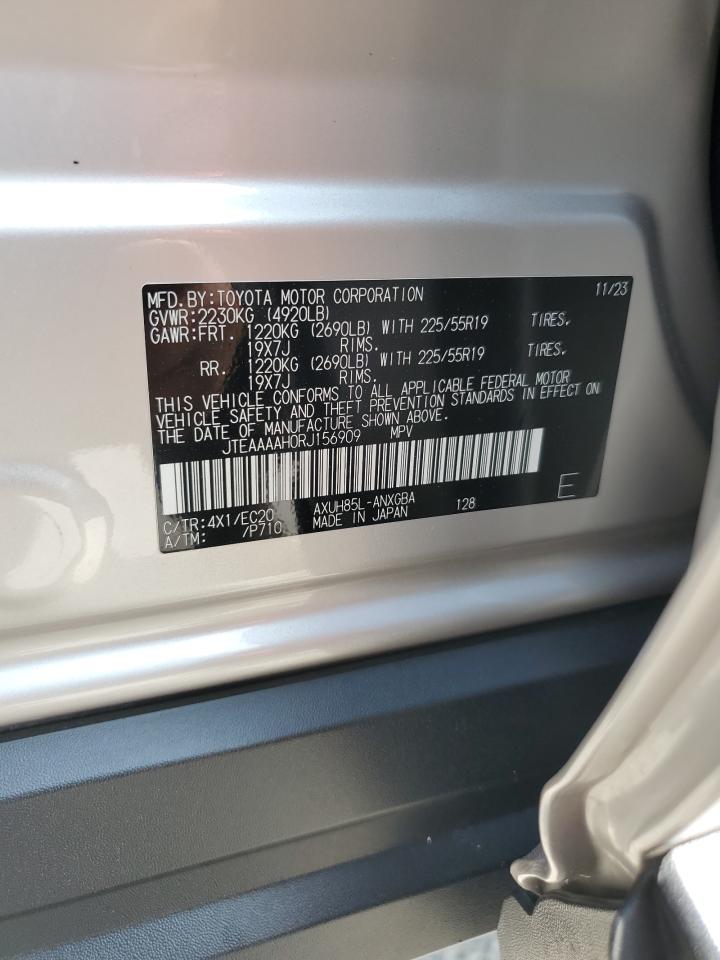 MFD.BY:TOYOTA MOTOR CORPORATION 11/23
GVWR:2230KG (4920LB)
GAWR:FRT. 1220KG (2690LB) WITH 225/55R19 TIRES,
19X7J RIMS.
RR. 1220KG (2690LB) WITH 225/55R19 TIRES,
19X7J RIMS.
THIS VEHICLE CONFORMS TO ALL APPLICABLE FEDERAL MOTOR
VEHICLE SAFETY AND THEFT PREVENTION STANDARDS IN EFFECT ON
THE DATE OF MANUFACTURE SHOWN ABOVE.
JTEAAAAH0RJ156909 MPV
C/TR:4X1/EC20 AXUH85L-ANXGBA 128 E
A/TM: /P710 MADE IN JAPAN